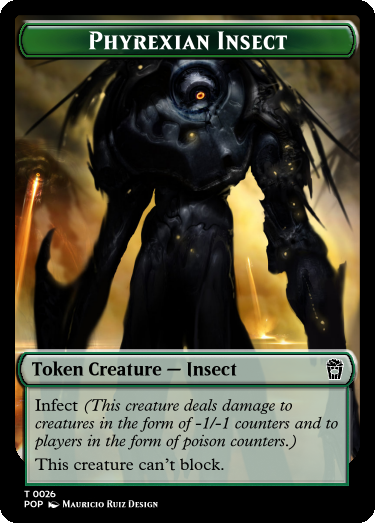 Phyrexian Insect
Token Creature — Insect
Infect (This creature deals damage to
creatures in the form of -1/-1 counters and to
players in the form of poison counters.)
This creature can't block.
T 0026
POP Mauricio Ruiz Design